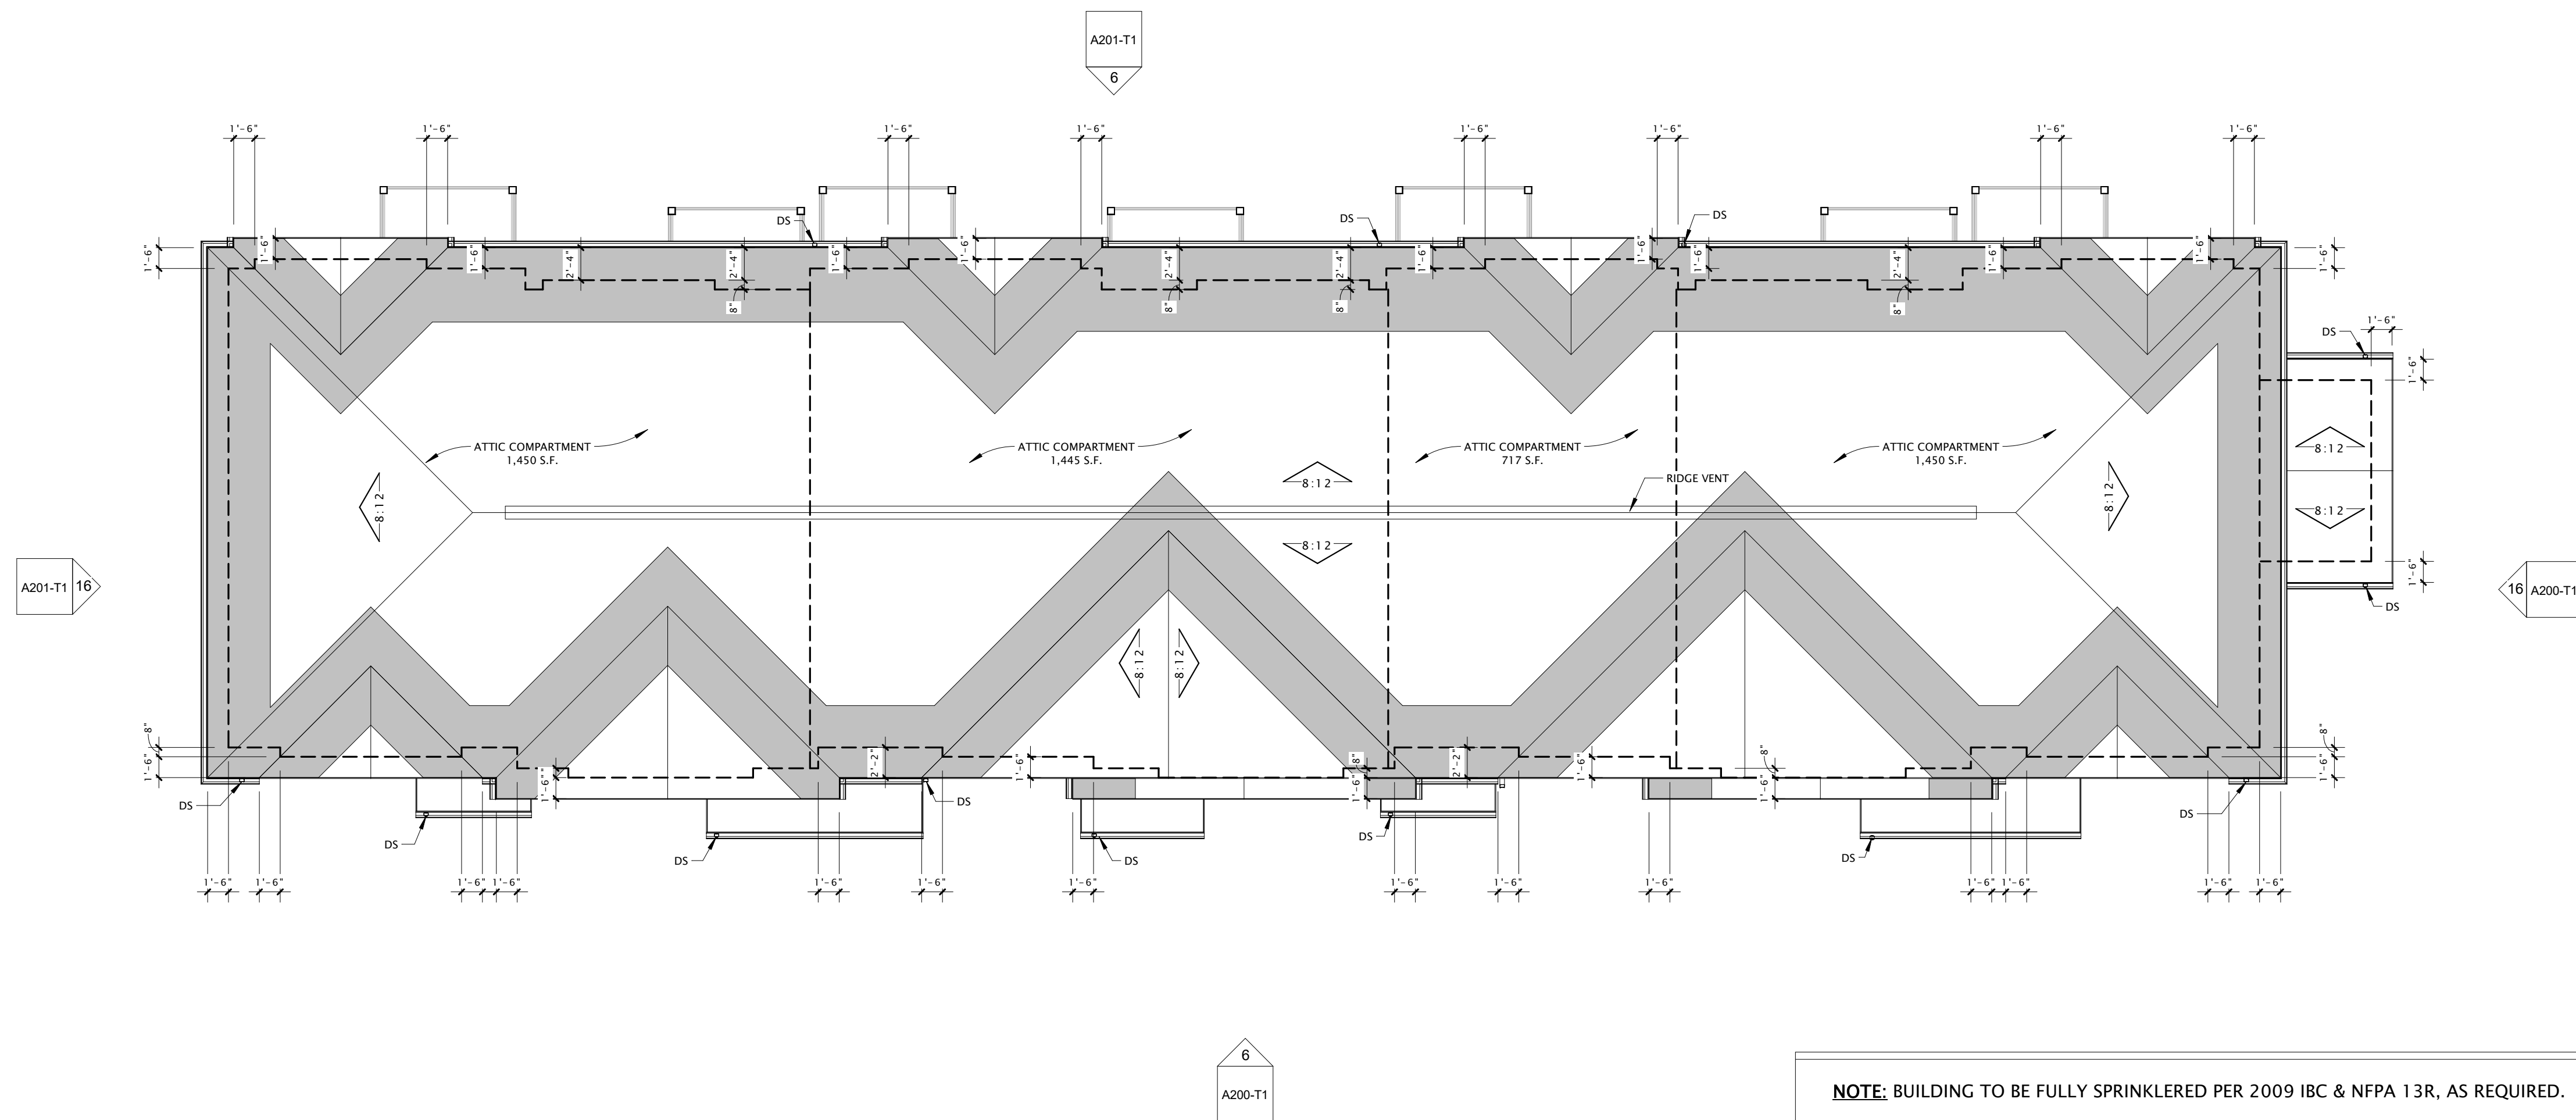 A201-T1
6
1'-6" 1'-6" 1'-6" 1'-6" 1'-6" 1'-6" 1'-6" 1'-6"
DS DS DS
1'-6" 1'-6" 1'-6" 2'-4" 2'-4" 1'-6" 1'-6" 2'-4" 2'-4" 1'-6" 1'-6" 1'-6" 2'-4" 1'-6" 1'-6" 1'-6"
8" 8" 8" 8"
1'-6"
DS
1'-6"
ATTIC COMPARTMENT
1,450 S.F.
ATTIC COMPARTMENT
1,445 S.F.
ATTIC COMPARTMENT
717 S.F.
ATTIC COMPARTMENT
1,450 S.F.
8:12
RIDGE VENT
8:12
8:12
8:12
8:12
8:12
8:12
1'-6"
A201-T1 16
16 A200-T1
DS
8:12 8:12
8" 8"
1'-6" 1'-6" 2'-2" 1'-6" 8" 1'-6" 2'-2" 1'-6" 8" 1'-6" 1'-6"
DS DS DS DS DS DS DS DS
1'-6" 1'-6" 1'-6" 1'-6" 1'-6" 1'-6" 1'-6" 1'-6" 1'-6" 1'-6" 1'-6" 1'-6" 1'-6" 1'-6"
6
A200-T1
NOTE: BUILDING TO BE FULLY SPRINKLERED PER 2009 IBC & NFPA 13R, AS REQUIRED.